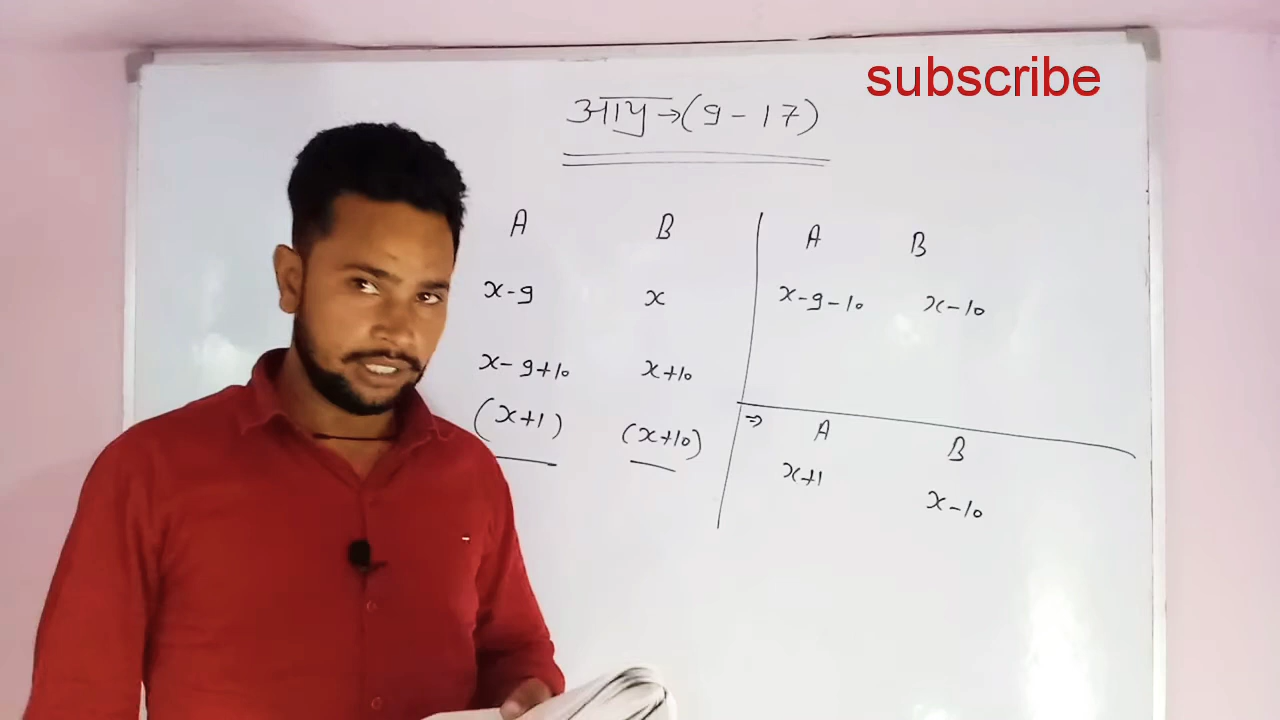 subscribe
आयु → (9 - 17)
A B
x-9 x
x-9+10 x+10
(x+1) (x+10)
A B
x-9-10 x-10
⇒ A B
x+1 x-10